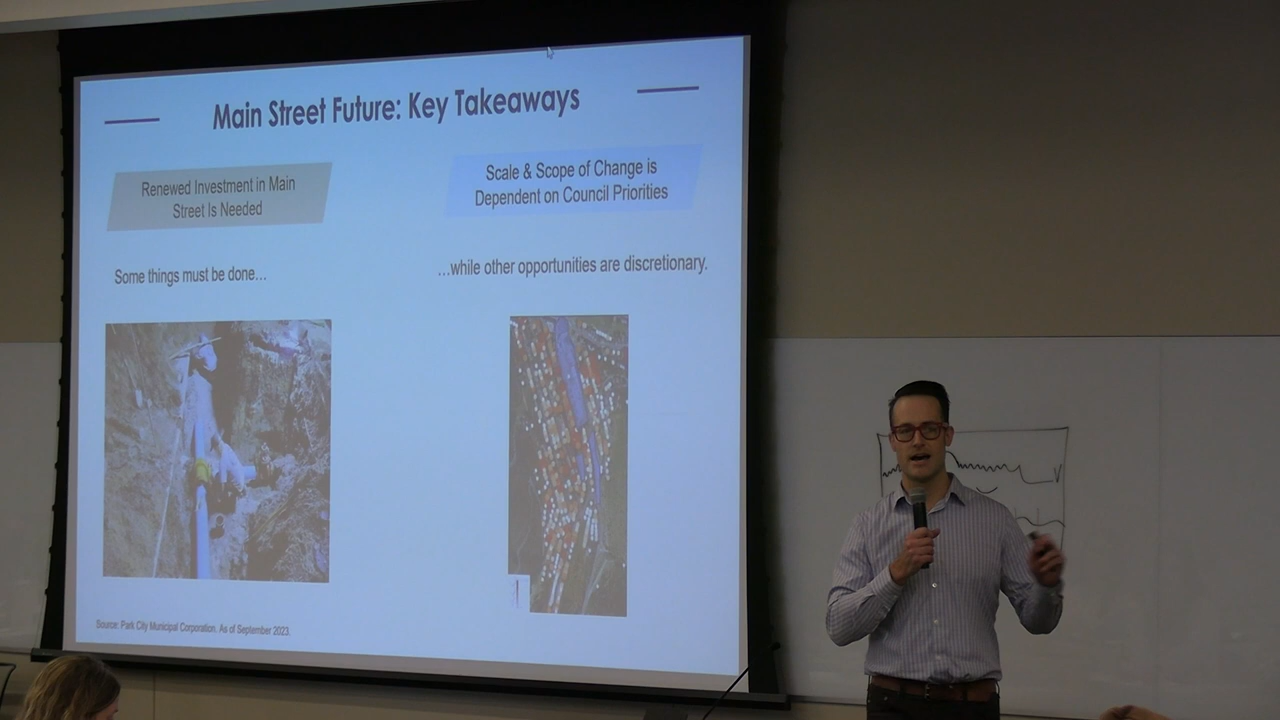 Main Street Future: Key Takeaways
Renewed Investment in Main
Street Is Needed
Scale & Scope of Change is
Dependent on Council Priorities
Some things must be done…
…while other opportunities are discretionary.
Source: Park City Municipal Corporation. As of September 2023.